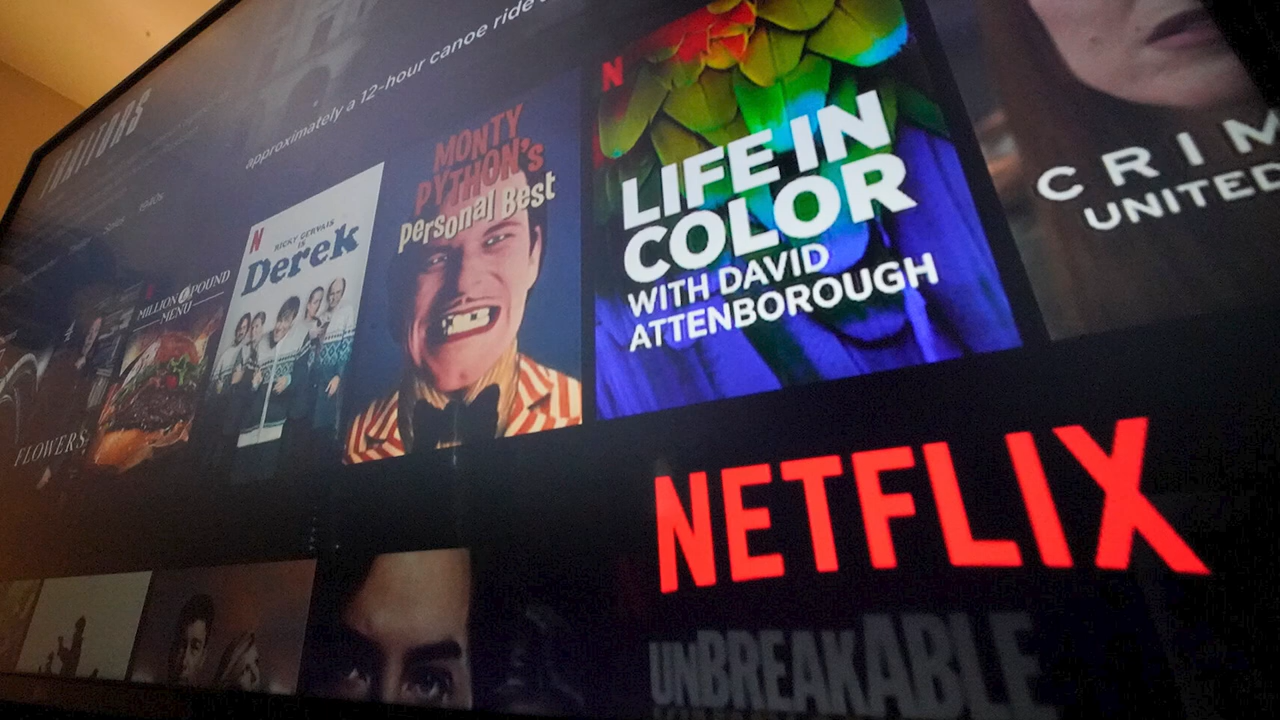 TRAITORS
1940s
approximately a 12-hour canoe ride
FLOWERS
MILLION £ POUND
MENU
N
RICKY GERVAIS
IS
Derek
MONTY
PYTHON'S
Personal Best
N
LIFE IN
COLOR
WITH DAVID
ATTENBOROUGH
CRIM
UNITED
NETFLIX
UNBREAKABLE